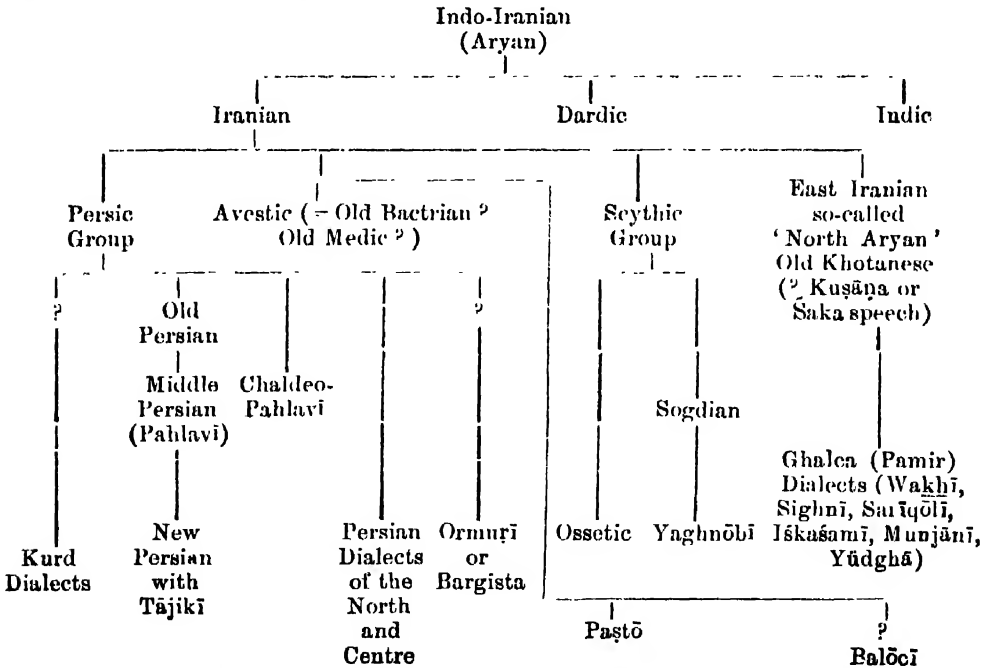 Indo-Iranian
(Aryan)
Iranian
Dardic
Indic
Persic
Group
Avestic (= Old Bactrian ?
Old Medic ? )
Scythic
Group
East Iranian
so-called
‘ North Aryan ’
Old Khotanese
( ? Kuṣāṇa or
Śaka speech)
?
Old
Persian
?
Middle
Persian
(Pahlavī)
Chaldeo-
Pahlavī
Sogdian
Ghalca (Pamir)
Dialects (Wakhī,
Sighnī, Sarīqōlī,
Iśkaśamī, Munjānī,
Yūdghā)
Kurd
Dialects
New
Persian
with
Tājikī
Persian
Dialects
of the
North
and
Centre
Ormuṛī
or
Bargista
Ossetic
Yaghnōbī
Paṣtō
?
Balōcī